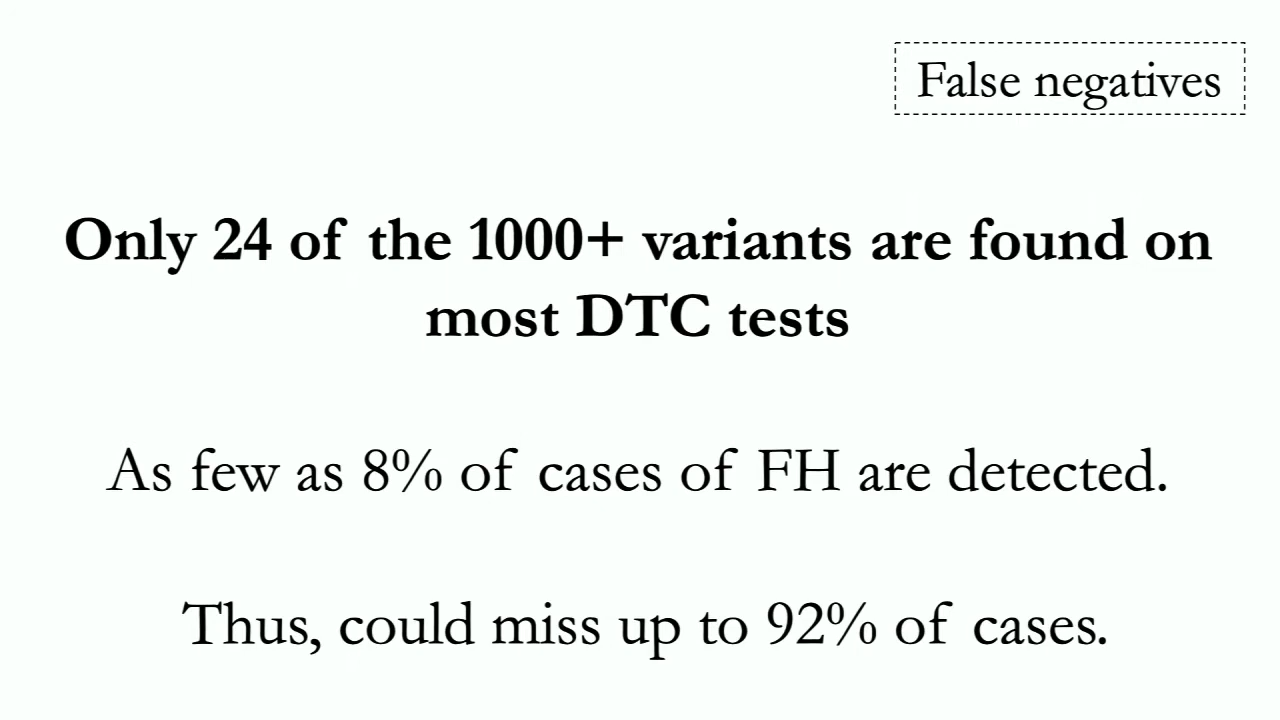 False negatives
Only 24 of the 1000+ variants are found on
most DTC tests
As few as 8% of cases of FH are detected.
Thus, could miss up to 92% of cases.